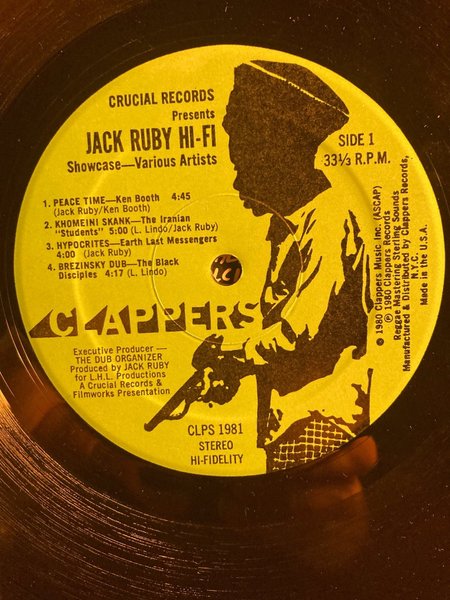 CRUCIAL RECORDS
Presents
JACK RUBY HI-FI
Showcase—Various Artists
SIDE 1
33⅓ R.P.M.
1. PEACE TIME—Ken Booth 4:45
(Jack Ruby/Ken Booth)
2. KHOMEINI SKANK—The Iranian
"Students" 5:00 (L. Lindo/Jack Ruby)
3. HYPOCRITES—Earth Last Messengers
4:00 (Jack Ruby)
4. BREZINSKY DUB—The Black
Disciples 4:17 (L. Lindo)
CLAPPERS
Executive Producer —
THE DUB ORGANIZER
Produced by JACK RUBY
for L.H.L. Productions
A Crucial Records &
Filmworks Presentation
CLPS 1981
STEREO
HI-FIDELITY
© 1980 Clappers Music Inc. (ASCAP)
℗ 1980 Clappers Records
Reggae Mastering Sterling Sounds
Manufactured & Distributed by Clappers Records,
N.Y.C.
Made in the U.S.A.